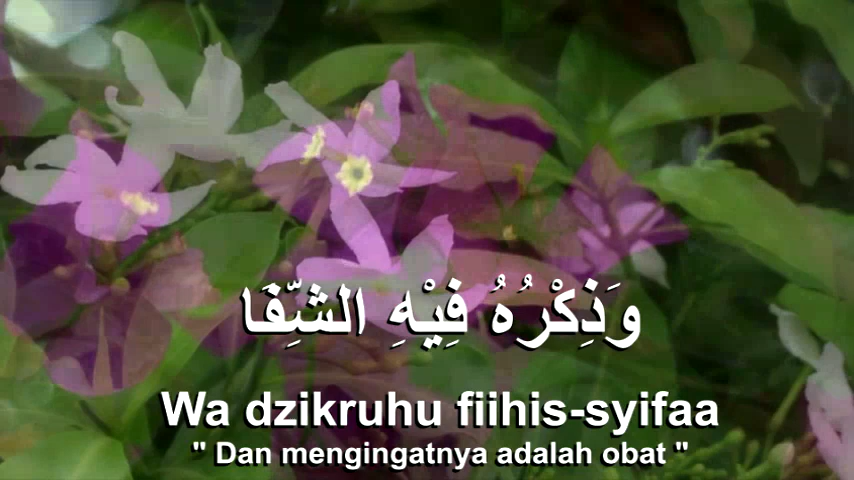 وَذِكْرُهُ فِيْهِ الشِّفَا
Wa dzikruhu fiihis-syifaa
" Dan mengingatnya adalah obat "